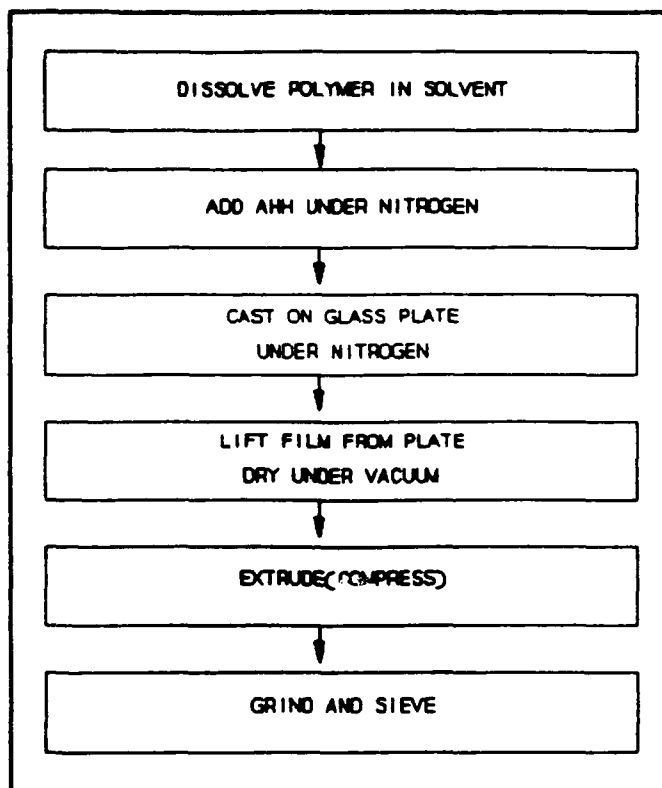 DISSOLVE POLYMER IN SOLVENT
ADD AHH UNDER NITROGEN
CAST ON GLASS PLATE
UNDER NITROGEN
LIFT FILM FROM PLATE
DRY UNDER VACUUM
EXTRUDE(COMPRESS)
GRIND AND SIEVE